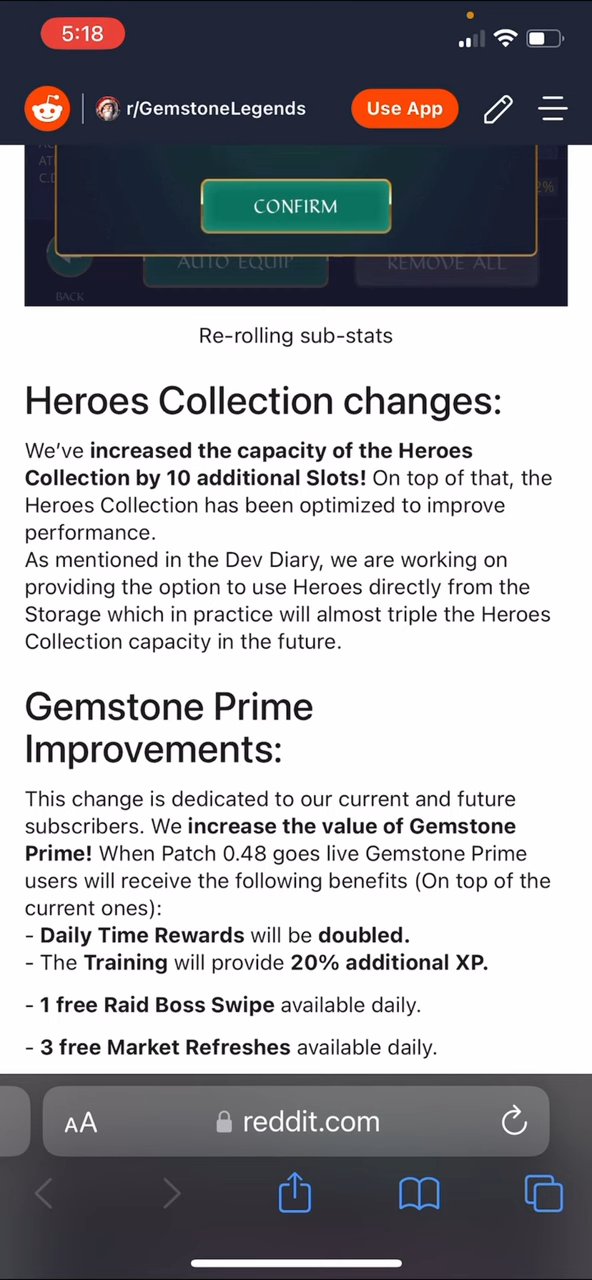 5:18
r/GemstoneLegends
Use App
AT
C.D
2%
CONFIRM
AUTO EQUIP
REMOVE ALL
BACK
Re-rolling sub-stats
Heroes Collection changes:
We’ve increased the capacity of the Heroes
Collection by 10 additional Slots! On top of that, the
Heroes Collection has been optimized to improve
performance.
As mentioned in the Dev Diary, we are working on
providing the option to use Heroes directly from the
Storage which in practice will almost triple the Heroes
Collection capacity in the future.
Gemstone Prime
Improvements:
This change is dedicated to our current and future
subscribers. We increase the value of Gemstone
Prime! When Patch 0.48 goes live Gemstone Prime
users will receive the following benefits (On top of the
current ones):
- Daily Time Rewards will be doubled.
- The Training will provide 20% additional XP.
- 1 free Raid Boss Swipe available daily.
- 3 free Market Refreshes available daily.
AA
reddit.com